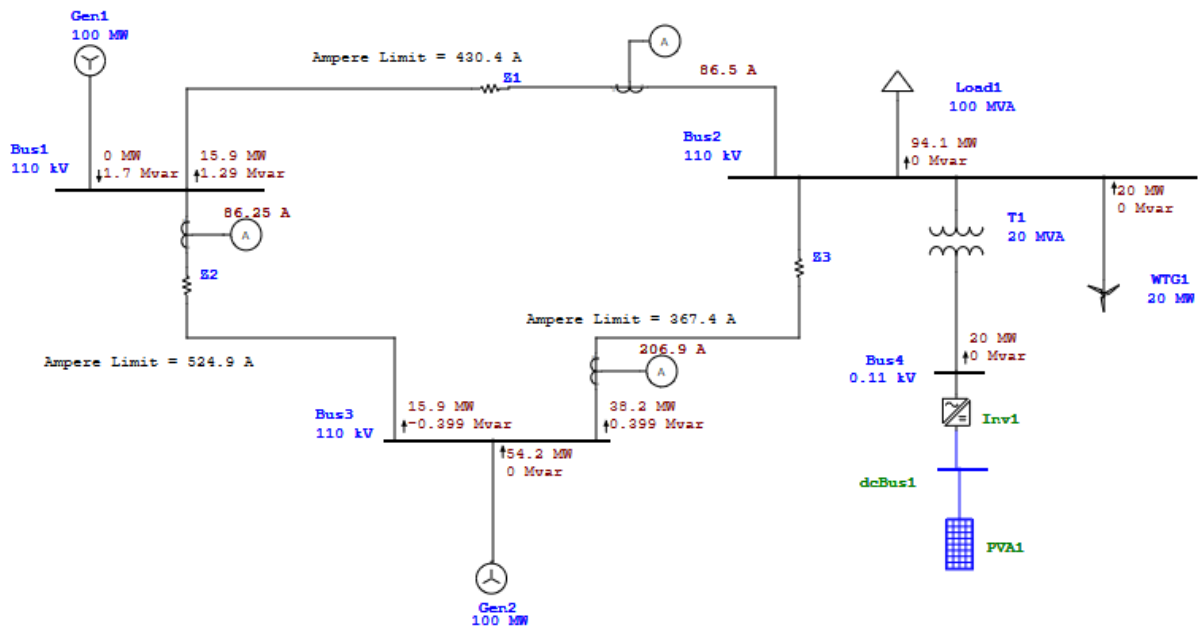 Gen1
100 MW
Ampere Limit = 430.4 A
Z1
A
86.5 A
Load1
100 MVA
Bus1
110 kV
0 MW
1.7 Mvar
15.9 MW
1.29 Mvar
Bus2
110 kV
94.1 MW
0 Mvar
20 MW
0 Mvar
86.25 A
A
T1
20 MVA
Z2
Z3
WTG1
20 MW
Ampere Limit = 367.4 A
Ampere Limit = 524.9 A
206.9 A
A
20 MW
0 Mvar
Bus4
0.11 kV
Bus3
110 kV
15.9 MW
-0.399 Mvar
38.2 MW
0.399 Mvar
Inv1
54.2 MW
0 Mvar
dcBus1
PVA1
Gen2
100 MW